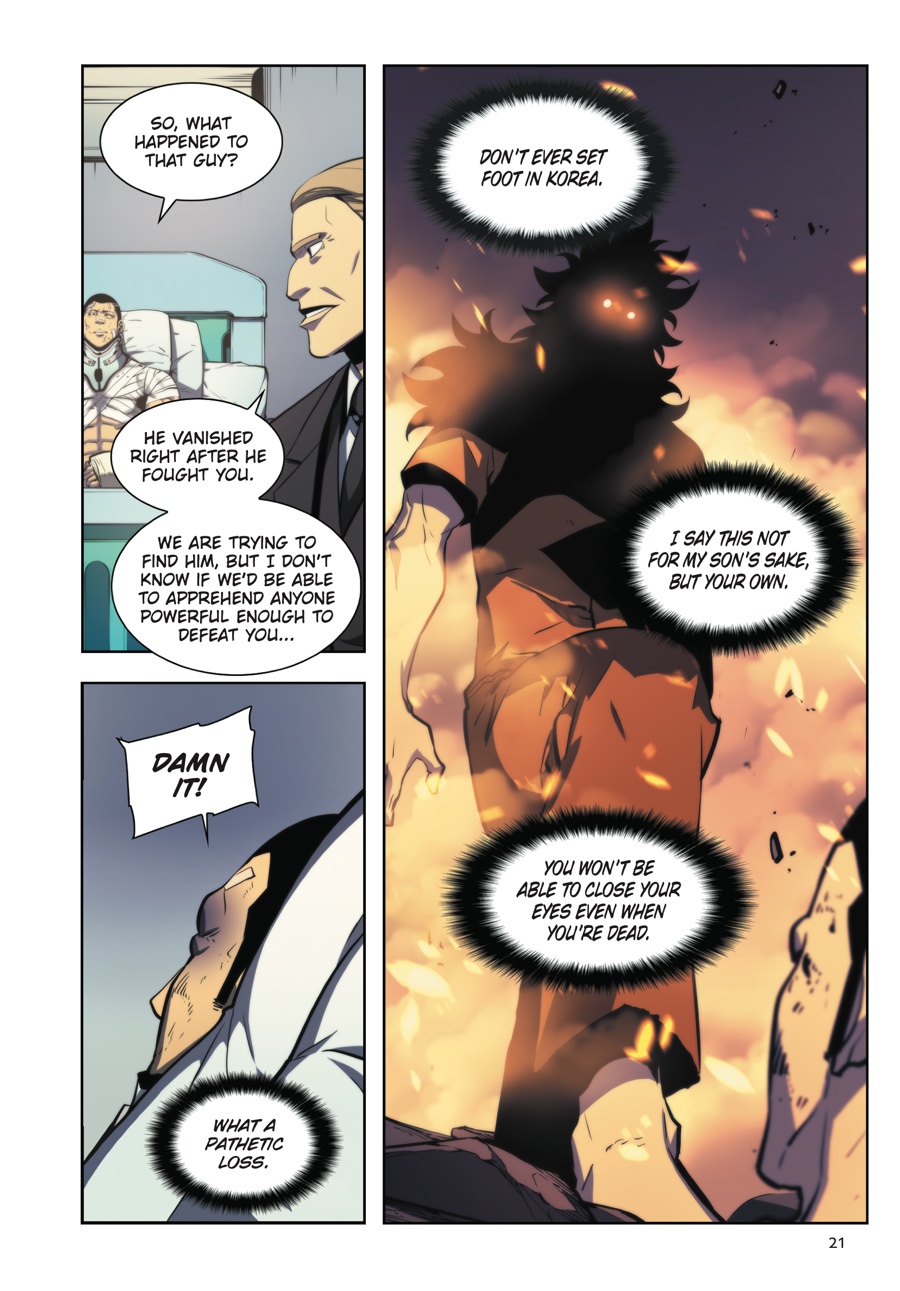 SO, WHAT
HAPPENED TO
THAT GUY?
HE VANISHED
RIGHT AFTER HE
FOUGHT YOU.
WE ARE TRYING TO
FIND HIM, BUT I DON'T
KNOW IF WE'D BE ABLE
TO APPREHEND ANYONE
POWERFUL ENOUGH TO
DEFEAT YOU...
DAMN
IT!
WHAT A
PATHETIC
LOSS.
DON'T EVER SET
FOOT IN KOREA.
I SAY THIS NOT
FOR MY SON'S SAKE,
BUT YOUR OWN.
YOU WON'T BE
ABLE TO CLOSE YOUR
EYES EVEN WHEN
YOU'RE DEAD.
21